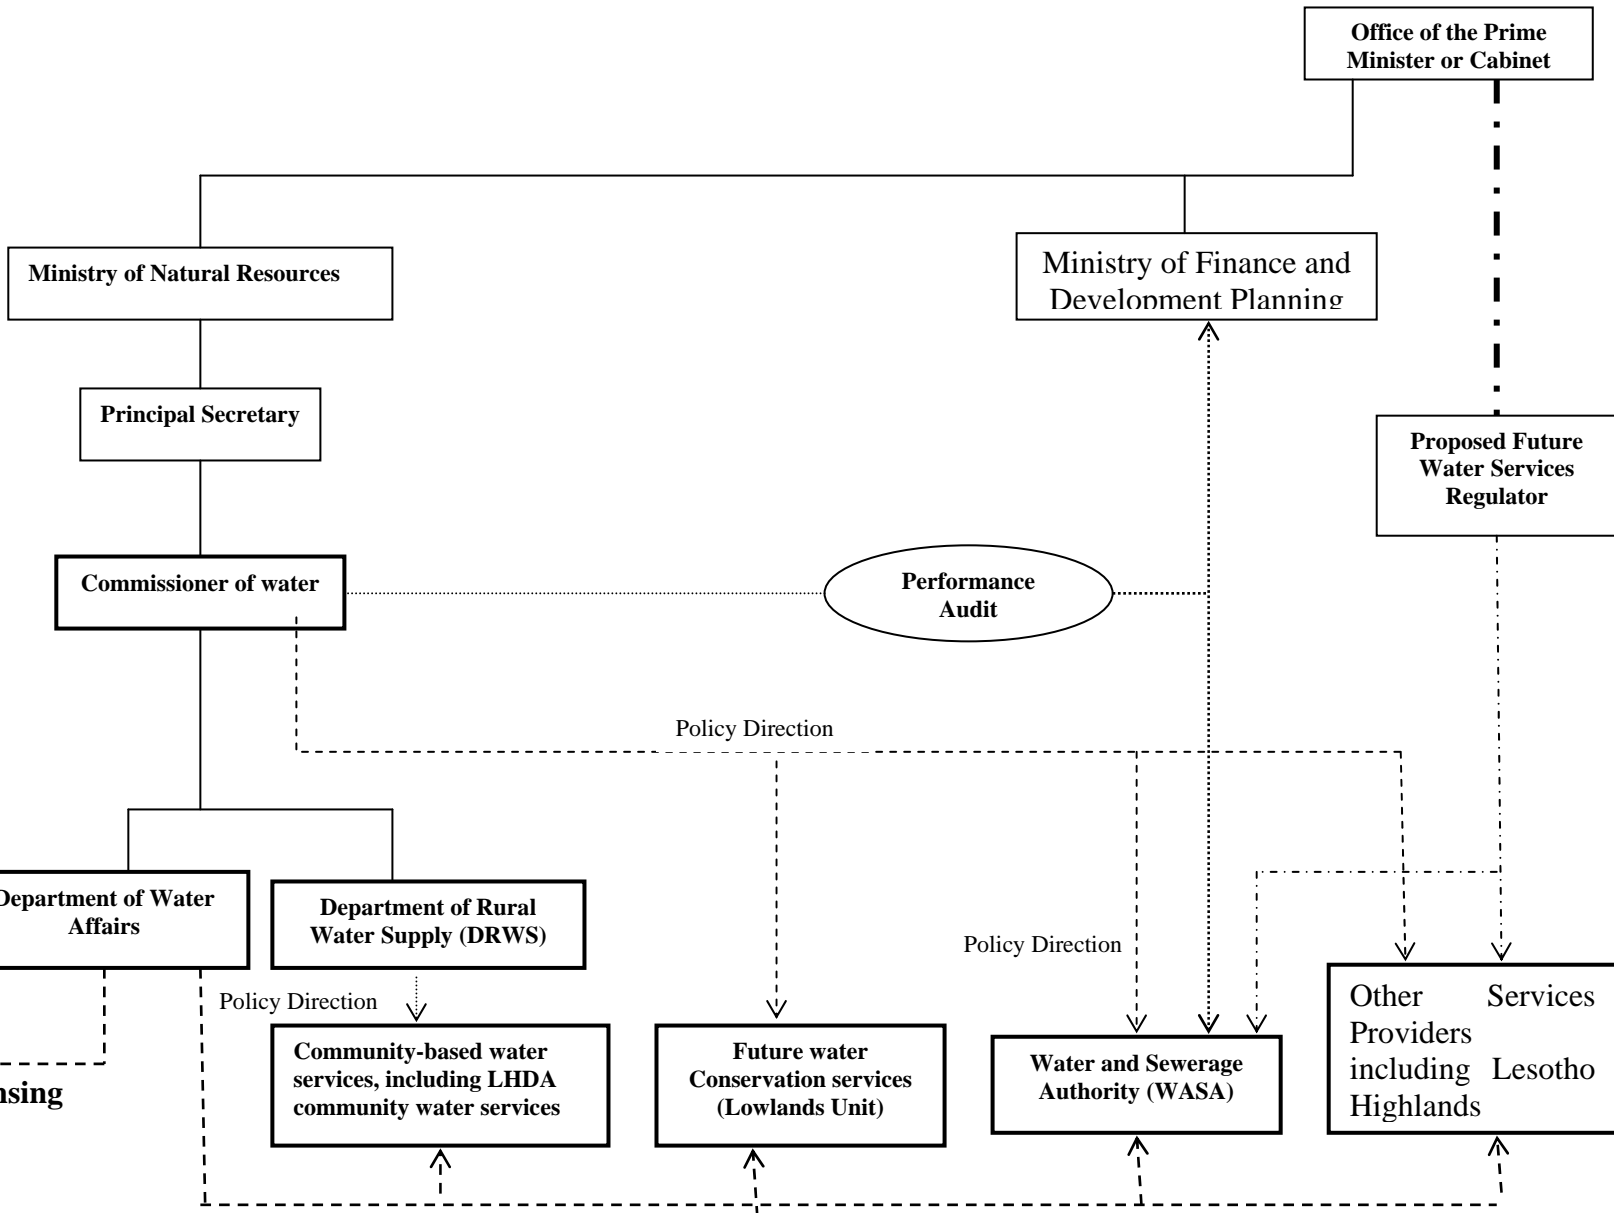 Office of the Prime
Minister or Cabinet
Ministry of Natural Resources
Ministry of Finance and
Development Planning
Principal Secretary
Proposed Future
Water Services
Regulator
Commissioner of water
Performance
Audit
Policy Direction
Department of Water
Affairs
Department of Rural
Water Supply (DRWS)
Policy Direction
Policy Direction
Community-based water
services, including LHDA
community water services
Future water
Conservation services
(Lowlands Unit)
Water and Sewerage
Authority (WASA)
Other Services
Providers
including Lesotho
Highlands
nsing